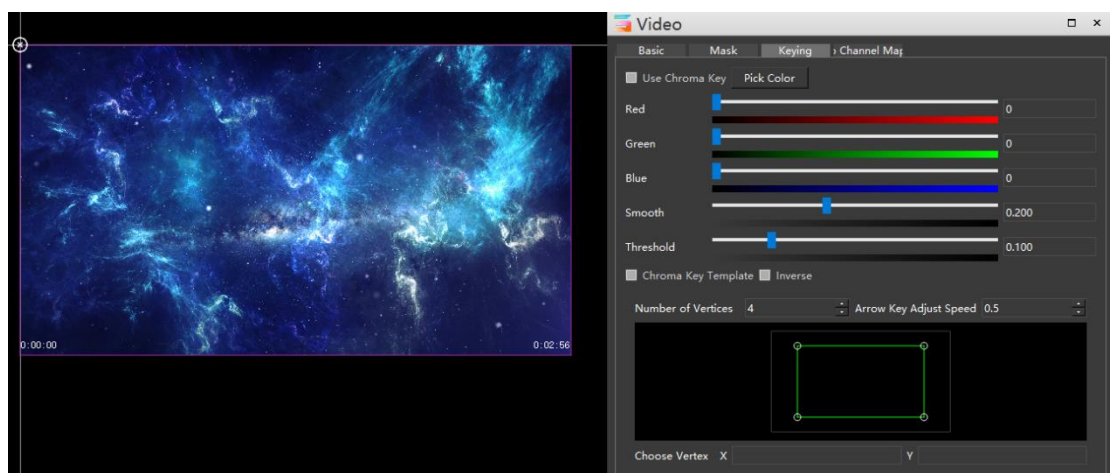 Video
Basic Mask Keying Channel Map
Use Chroma Key Pick Color
Red 0
Green 0
Blue 0
Smooth 0.200
Threshold 0.100
Chroma Key Template Inverse
Number of Vertices 4 Arrow Key Adjust Speed 0.5
Choose Vertex X Y
0:00:00 0:02:56